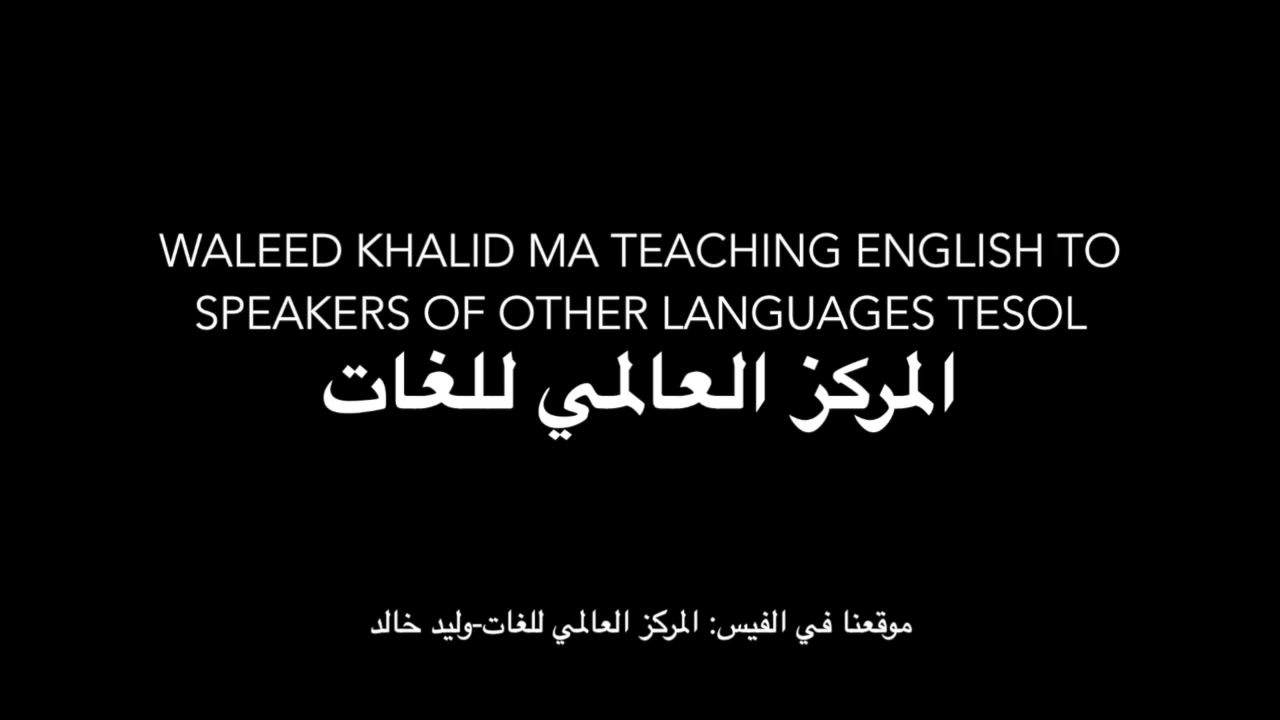 WALEED KHALID MA TEACHING ENGLISH TO
SPEAKERS OF OTHER LANGUAGES TESOL
المركز العالمي للغات
موقعنا في الفيس: المركز العالمي للغات-وليد خالد